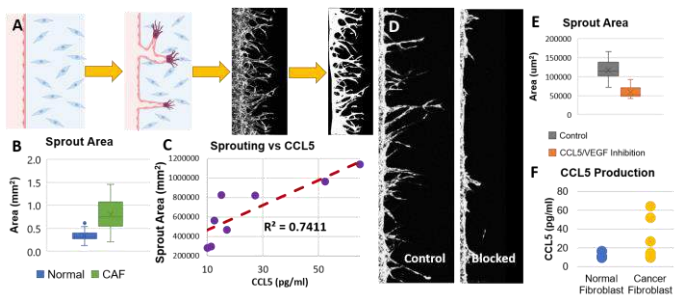 A
B
Sprout Area
Area (mm²)
2.0
1.5
1.0
0.5
0.0
Normal
CAF
C
Sprouting vs CCL5
Sprout Area (mm²)
1200000
1000000
800000
600000
400000
200000
R² = 0.7411
10
30
50
CCL5 (pg/ml)
D
Control
Blocked
E
Sprout Area
Area (um²)
200000
150000
100000
50000
0
Control
CCL5/VEGF Inhibition
F
CCL5 Production
CCL5 (pg/ml)
80
60
40
20
0
Normal Cancer
Fibroblast Fibroblast